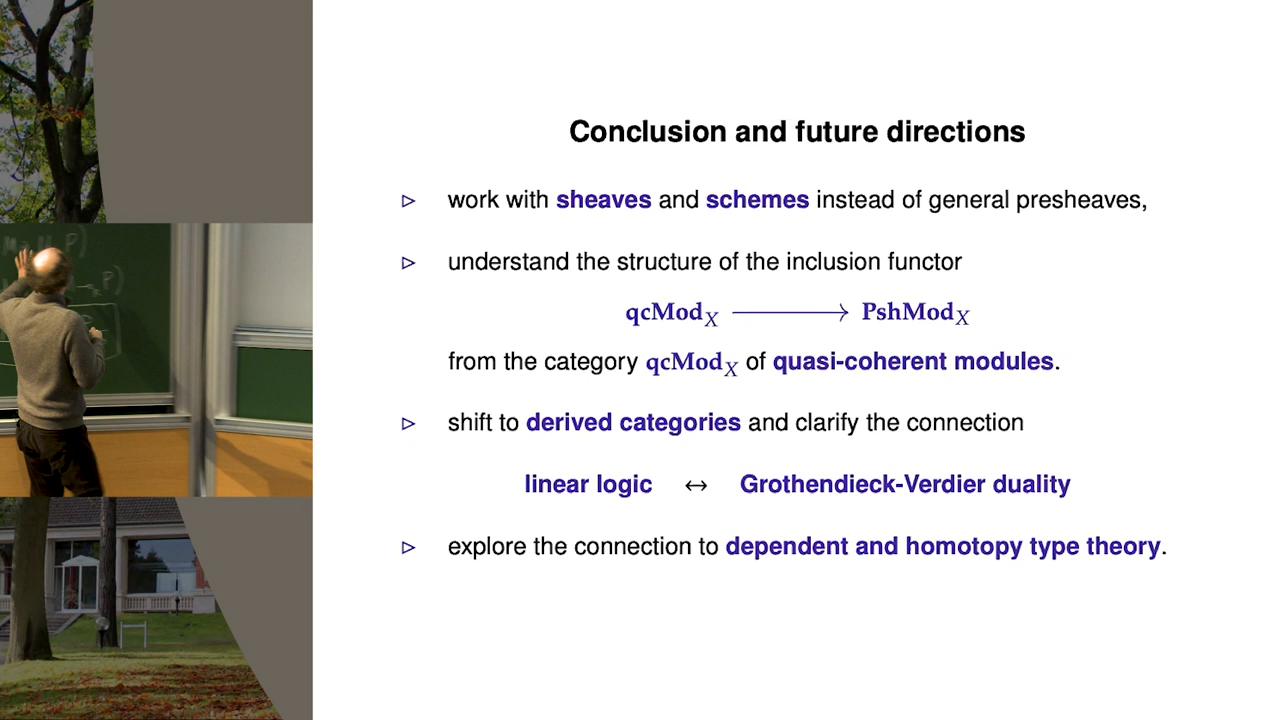 Conclusion and future directions
▷ work with sheaves and schemes instead of general presheaves,
▷ understand the structure of the inclusion functor
qcMod_X ⟶ PshMod_X
from the category qcMod_X of quasi-coherent modules.
▷ shift to derived categories and clarify the connection
linear logic ↔ Grothendieck-Verdier duality
▷ explore the connection to dependent and homotopy type theory.